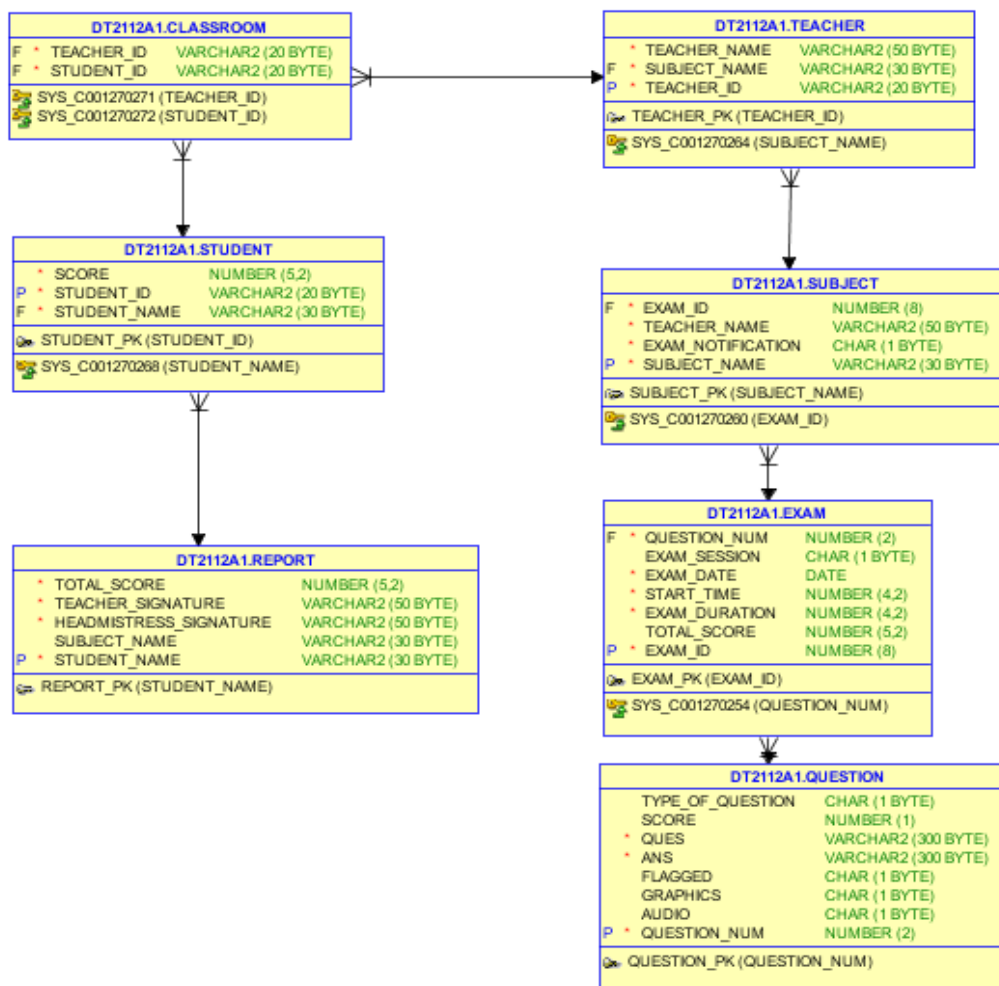 DT2112A1.CLASSROOM
F * TEACHER_ID VARCHAR2 (20 BYTE)
F * STUDENT_ID VARCHAR2 (20 BYTE)
SYS_C001270271 (TEACHER_ID)
SYS_C001270272 (STUDENT_ID)
DT2112A1.TEACHER
* TEACHER_NAME VARCHAR2 (50 BYTE)
F * SUBJECT_NAME VARCHAR2 (30 BYTE)
P * TEACHER_ID VARCHAR2 (20 BYTE)
TEACHER_PK (TEACHER_ID)
SYS_C001270264 (SUBJECT_NAME)
DT2112A1.STUDENT
* SCORE NUMBER (5,2)
P * STUDENT_ID VARCHAR2 (20 BYTE)
F * STUDENT_NAME VARCHAR2 (30 BYTE)
STUDENT_PK (STUDENT_ID)
SYS_C001270268 (STUDENT_NAME)
DT2112A1.SUBJECT
F * EXAM_ID NUMBER (8)
* TEACHER_NAME VARCHAR2 (50 BYTE)
* EXAM_NOTIFICATION CHAR (1 BYTE)
P * SUBJECT_NAME VARCHAR2 (30 BYTE)
SUBJECT_PK (SUBJECT_NAME)
SYS_C001270260 (EXAM_ID)
DT2112A1.REPORT
* TOTAL_SCORE NUMBER (5,2)
* TEACHER_SIGNATURE VARCHAR2 (50 BYTE)
* HEADMISTRESS_SIGNATURE VARCHAR2 (50 BYTE)
SUBJECT_NAME VARCHAR2 (30 BYTE)
P * STUDENT_NAME VARCHAR2 (30 BYTE)
REPORT_PK (STUDENT_NAME)
DT2112A1.EXAM
F * QUESTION_NUM NUMBER (2)
EXAM_SESSION CHAR (1 BYTE)
* EXAM_DATE DATE
* START_TIME NUMBER (4,2)
* EXAM_DURATION NUMBER (4,2)
TOTAL_SCORE NUMBER (5,2)
P * EXAM_ID NUMBER (8)
EXAM_PK (EXAM_ID)
SYS_C001270254 (QUESTION_NUM)
DT2112A1.QUESTION
TYPE_OF_QUESTION CHAR (1 BYTE)
SCORE NUMBER (1)
* QUES VARCHAR2 (300 BYTE)
* ANS VARCHAR2 (300 BYTE)
FLAGGED CHAR (1 BYTE)
GRAPHICS CHAR (1 BYTE)
AUDIO CHAR (1 BYTE)
P * QUESTION_NUM NUMBER (2)
QUESTION_PK (QUESTION_NUM)